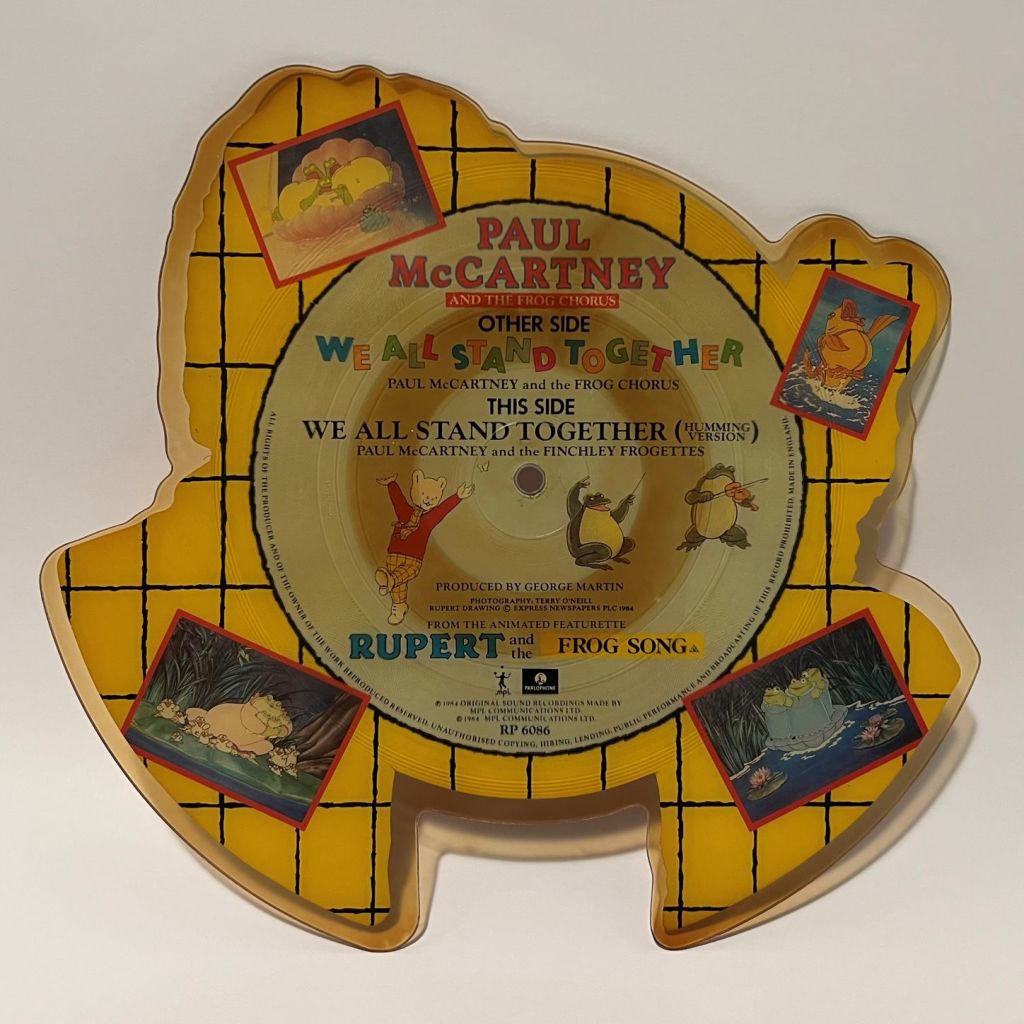 PAUL
McCARTNEY
AND THE FROG CHORUS
OTHER SIDE
WE ALL STAND TOGETHER
PAUL McCARTNEY and the FROG CHORUS
THIS SIDE
WE ALL STAND TOGETHER (HUMMING VERSION)
PAUL McCARTNEY and the FINCHLEY FROGETTES
PRODUCED BY GEORGE MARTIN
PHOTOGRAPHY: TERRY O'NEILL
RUPERT DRAWING © EXPRESS NEWSPAPERS PLC 1984
FROM THE ANIMATED FEATURETTE
RUPERT and the FROG SONG
mpl
PARLOPHONE
℗ 1984 ORIGINAL SOUND RECORDINGS MADE BY
MPL COMMUNICATIONS LTD.
© 1984 MPL COMMUNICATIONS LTD.
RP 6086
ALL RIGHTS OF THE PRODUCER AND OF THE OWNER OF THE WORK REPRODUCED RESERVED. UNAUTHORISED COPYING, HIRING, LENDING, PUBLIC PERFORMANCE AND BROADCASTING OF THIS RECORD PROHIBITED. MADE IN ENGLAND.